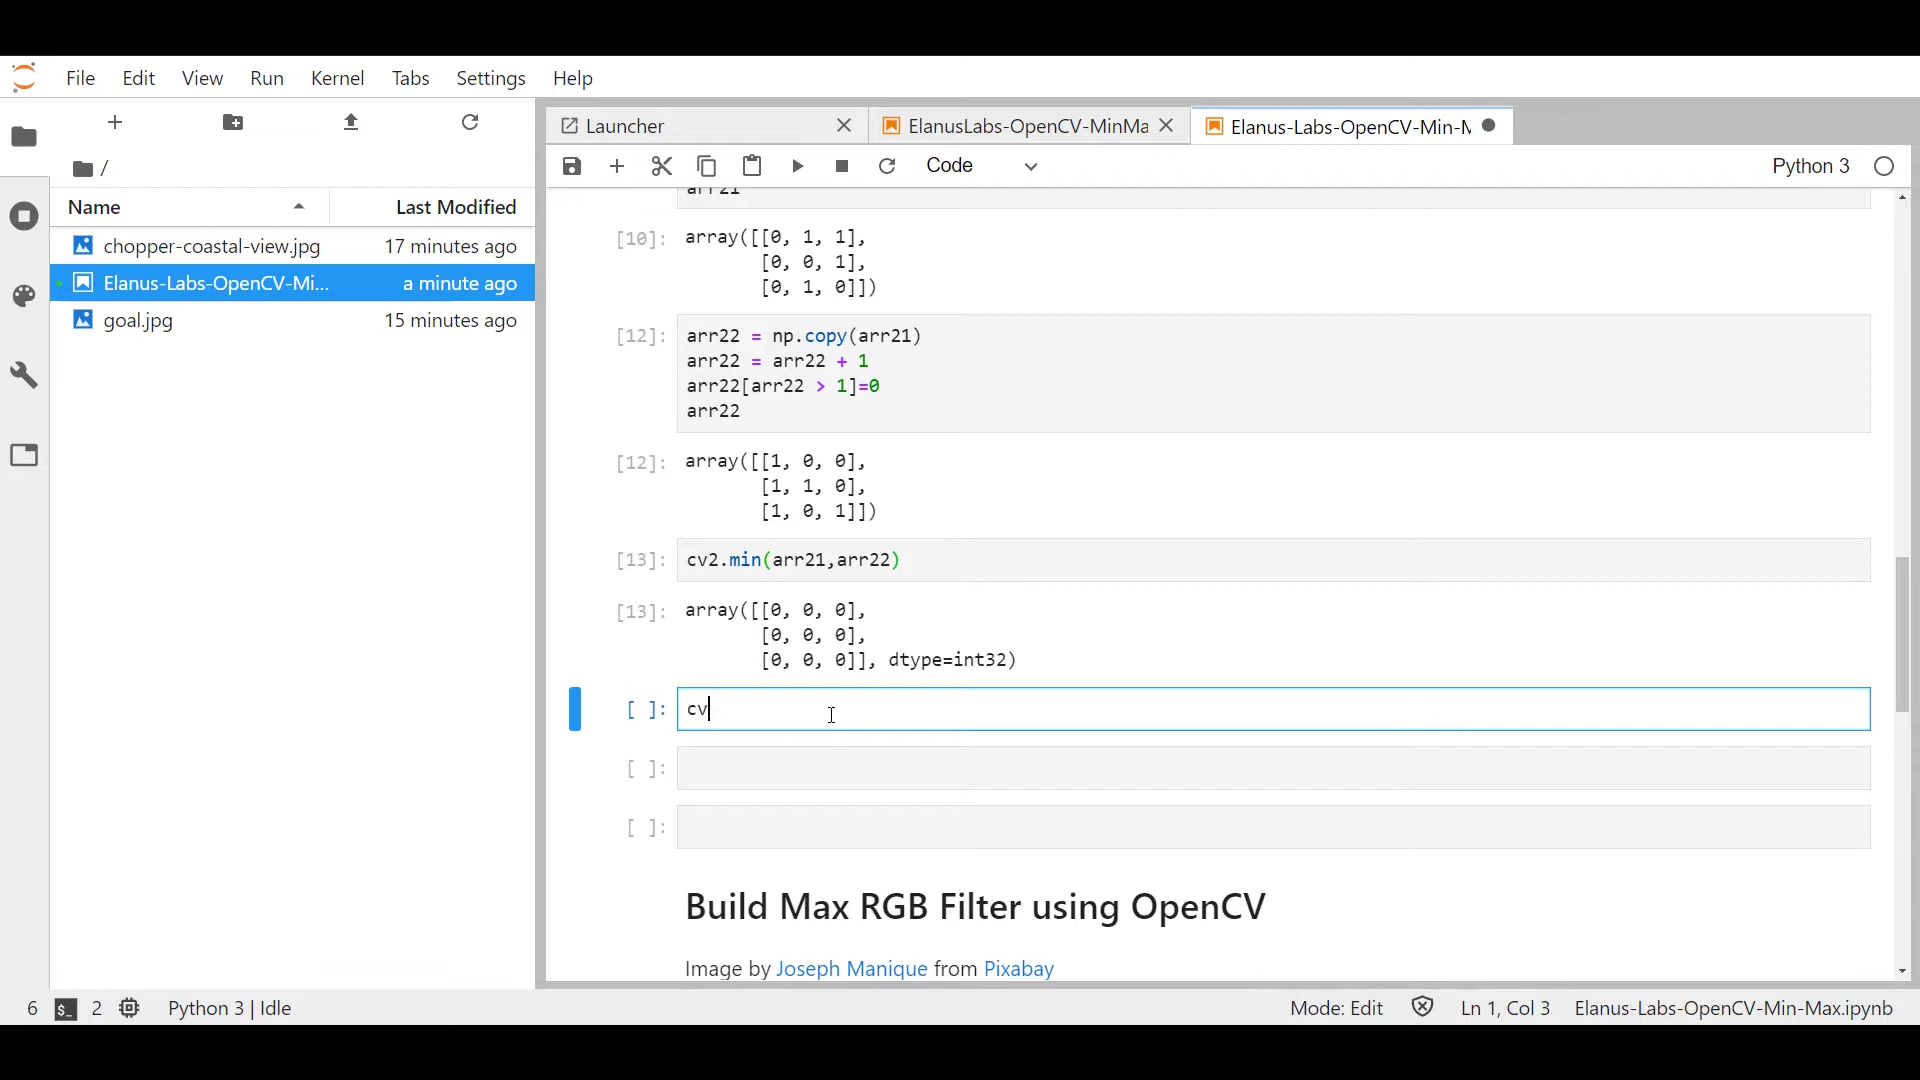 File Edit View Run Kernel Tabs Settings Help
Launcher
ElanusLabs-OpenCV-MinMa
Elanus-Labs-OpenCV-Min-M
/
Code
Python 3
Name
Last Modified
chopper-coastal-view.jpg 17 minutes ago
Elanus-Labs-OpenCV-Mi... a minute ago
goal.jpg 15 minutes ago
arr21
[10]: array([[0, 1, 1],
[0, 0, 1],
[0, 1, 0]])
[12]: arr22 = np.copy(arr21)
arr22 = arr22 + 1
arr22[arr22 > 1]=0
arr22
[12]: array([[1, 0, 0],
[1, 1, 0],
[1, 0, 1]])
[13]: cv2.min(arr21,arr22)
[13]: array([[0, 0, 0],
[0, 0, 0],
[0, 0, 0]], dtype=int32)
[ ]: cv
[ ]:
[ ]:
Build Max RGB Filter using OpenCV
Image by Joseph Manique from Pixabay
6 $_ 2 Python 3 | Idle Mode: Edit Ln 1, Col 3 Elanus-Labs-OpenCV-Min-Max.ipynb